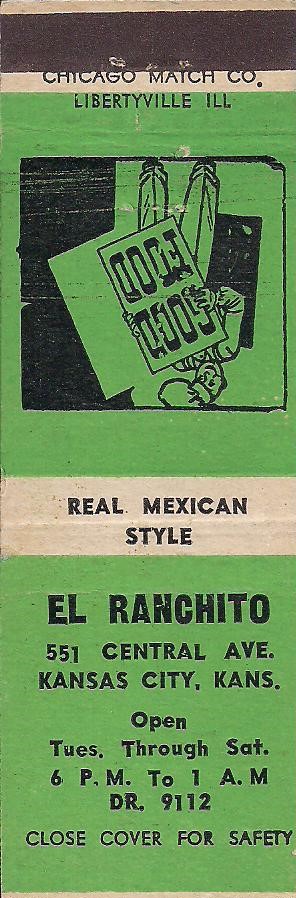 CHICAGO MATCH CO.
LIBERTYVILLE ILL
GOOD
FOOD
REAL MEXICAN
STYLE
EL RANCHITO
551 CENTRAL AVE.
KANSAS CITY, KANS.
Open
Tues. Through Sat.
6 P.M. To 1 A.M
DR. 9112
CLOSE COVER FOR SAFETY